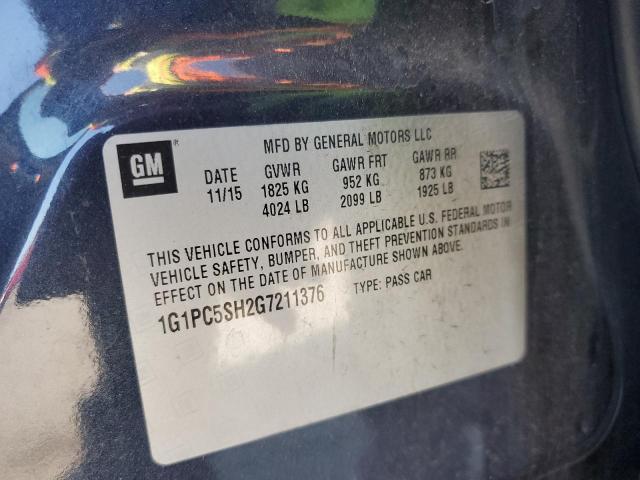 GM
MFD BY GENERAL MOTORS LLC
DATE GVWR GAWR FRT GAWR RR
11/15 1825 KG 952 KG 873 KG
4024 LB 2099 LB 1925 LB
THIS VEHICLE CONFORMS TO ALL APPLICABLE U.S. FEDERAL MOTOR
VEHICLE SAFETY, BUMPER, AND THEFT PREVENTION STANDARDS IN
EFFECT ON THE DATE OF MANUFACTURE SHOWN ABOVE.
1G1PC5SH2G7211376 TYPE: PASS CAR